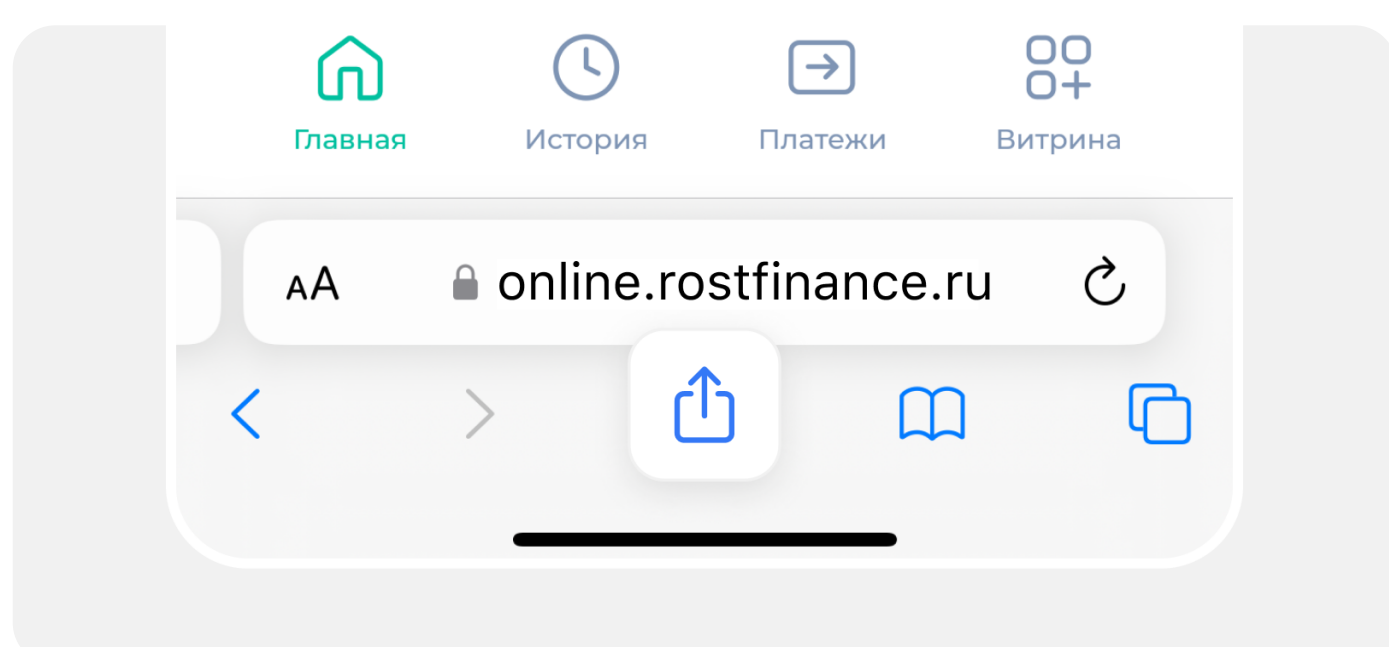 Главная
История
Платежи
Витрина
AA
online.rostfinance.ru